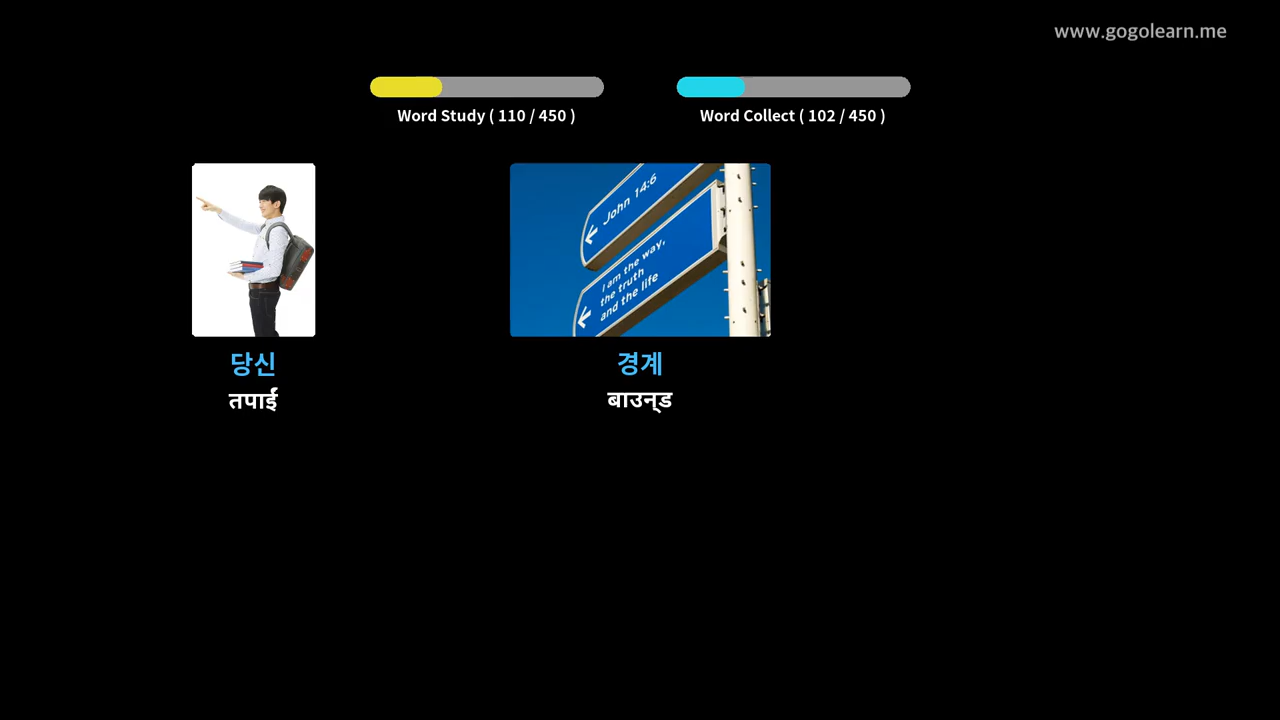 www.gogolearn.me
Word Study ( 110 / 450 )
Word Collect ( 102 / 450 )
John 14:6
I am the way,
the truth
and the life
당신
경계
तपाईं
बाउन्ड